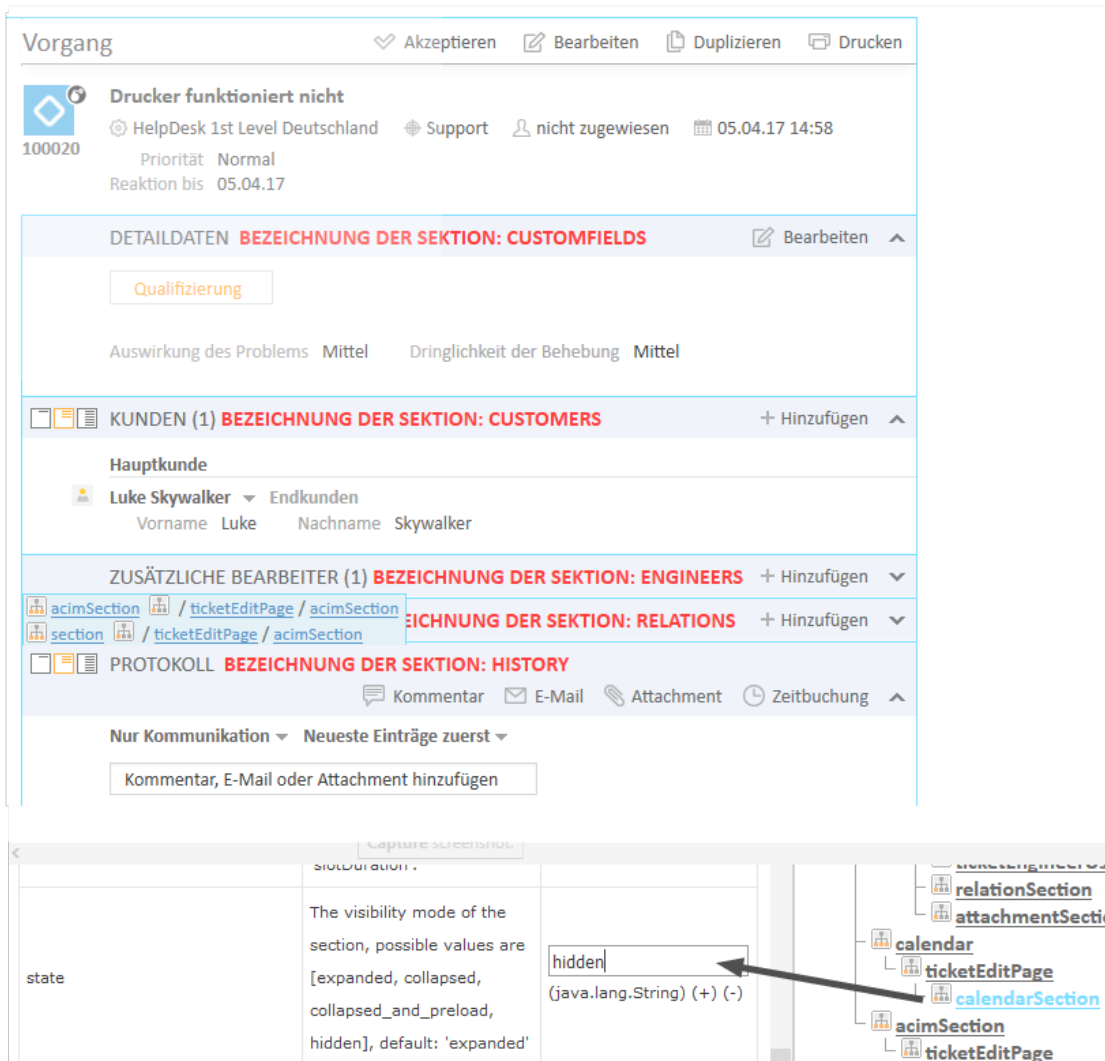 Vorgang Akzeptieren Bearbeiten Duplizieren Drucken
Drucker funktioniert nicht
HelpDesk 1st Level Deutschland Support nicht zugewiesen 05.04.17 14:58
100020
Priorität Normal
Reaktion bis 05.04.17
DETAILDATEN BEZEICHNUNG DER SEKTION: CUSTOMFIELDS Bearbeiten
Qualifizierung
Auswirkung des Problems Mittel Dringlichkeit der Behebung Mittel
KUNDEN (1) BEZEICHNUNG DER SEKTION: CUSTOMERS Hinzufügen
Hauptkunde
Luke Skywalker Endkunden
Vorname Luke Nachname Skywalker
ZUSÄTZLICHE BEARBEITER (1) BEZEICHNUNG DER SEKTION: ENGINEERS Hinzufügen
acimSection / ticketEditPage / acimSection
EICHNUNG DER SEKTION: RELATIONS Hinzufügen
section / ticketEditPage / acimSection
PROTOKOLL BEZEICHNUNG DER SEKTION: HISTORY
Kommentar E-Mail Attachment Zeitbuchung
Nur Kommunikation Neueste Einträge zuerst
Kommentar, E-Mail oder Attachment hinzufügen
Capture screenshot.
slotDuration'.
relationSection
attachmentSecti
The visibility mode of the
section, possible values are
[expanded, collapsed,
collapsed_and_preload,
hidden], default: 'expanded'
state
hidden
(java.lang.String) (+) (-)
calendar
ticketEditPage
calendarSection
acimSection
ticketEditPage